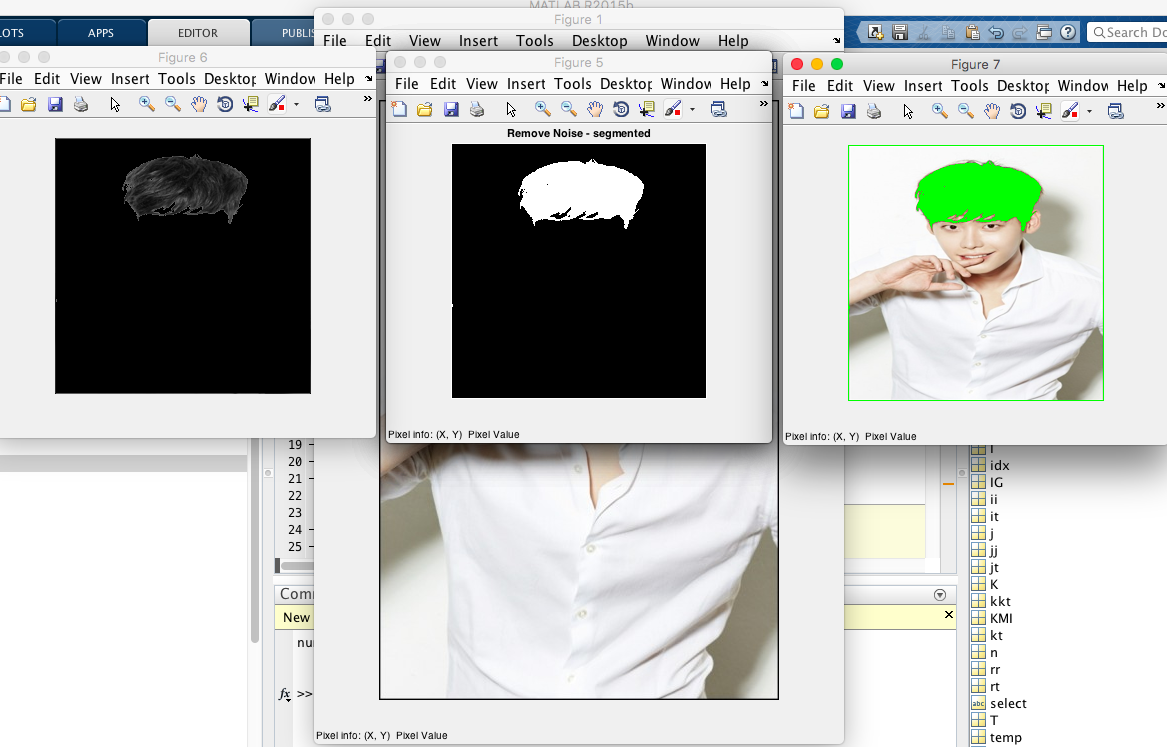 MATLAB R2015b
Figure 1
LOTS APPS EDITOR PUBLIS
File Edit View Insert Tools Desktop Window Help
Search Do
Figure 6
File Edit View Insert Tools Desktop Window Help
Figure 5
File Edit View Insert Tools Desktop Window Help
Remove Noise - segmented
Pixel info: (X, Y) Pixel Value
Figure 7
File Edit View Insert Tools Desktop Window Help
Pixel info: (X, Y) Pixel Value
19
20
21
22
23
24
25
Comm
New
nu
fx >>
Pixel info: (X, Y) Pixel Value
I
idx
IG
ii
it
j
jj
jt
K
kkt
KMI
kt
n
rr
rt
abc select
T
temp